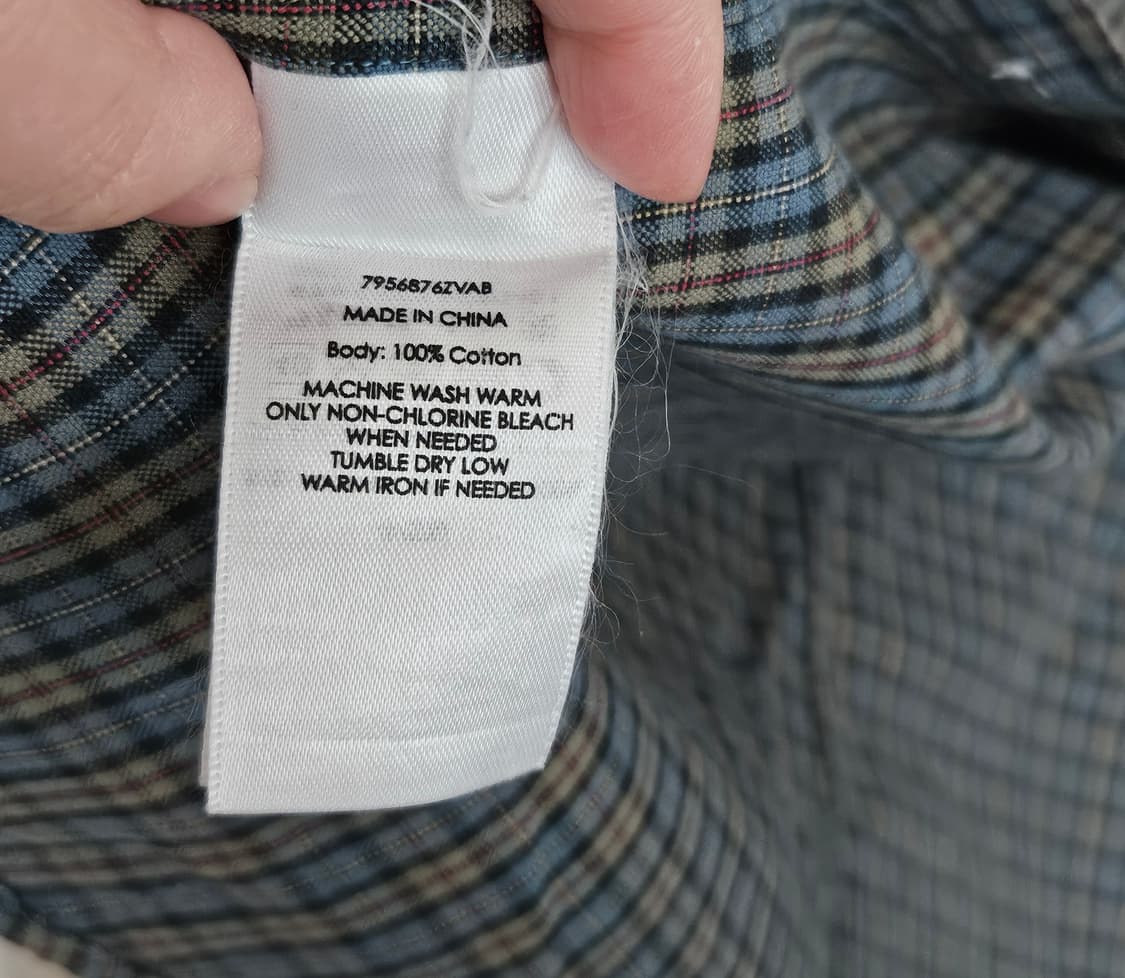 7956876ZVAB
MADE IN CHINA
Body: 100% Cotton
MACHINE WASH WARM
ONLY NON-CHLORINE BLEACH
WHEN NEEDED
TUMBLE DRY LOW
WARM IRON IF NEEDED